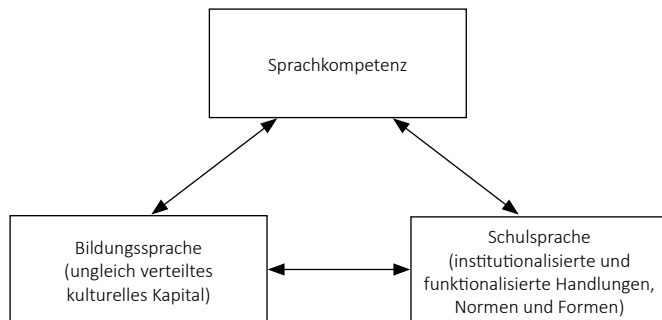 Sprachkompetenz
Bildungssprache
(ungleich verteiltes
kulturelles Kapital)
Schulsprache
(institutionalisierte und
funktionalisierte Handlungen,
Normen und Formen)